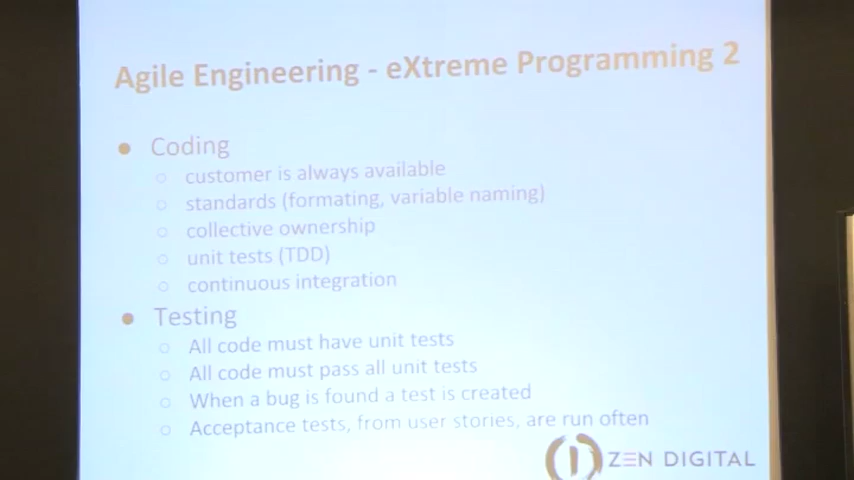 Agile Engineering - eXtreme Programming 2
● Coding
○ customer is always available
○ standards (formating, variable naming)
○ collective ownership
○ unit tests (TDD)
○ continuous integration
● Testing
○ All code must have unit tests
○ All code must pass all unit tests
○ When a bug is found a test is created
○ Acceptance tests, from user stories, are run often
ZEN DIGITAL